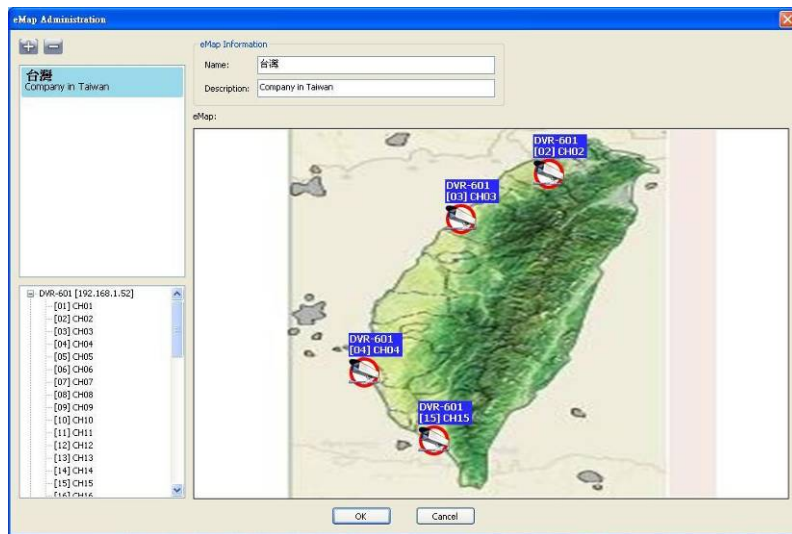 eMap Administration
台灣
Company in Taiwan
eMap Information
Name: 台灣
Description: Company in Taiwan
eMap:
DVR-601
[02] CH02
DVR-601
[03] CH03
DVR-601
[04] CH04
DVR-601
[15] CH15
DVR-601 [192.168.1.52]
[01] CH01
[02] CH02
[03] CH03
[04] CH04
[05] CH05
[06] CH06
[07] CH07
[08] CH08
[09] CH09
[10] CH10
[11] CH11
[12] CH12
[13] CH13
[14] CH14
[15] CH15
[16] CH16
OK
Cancel